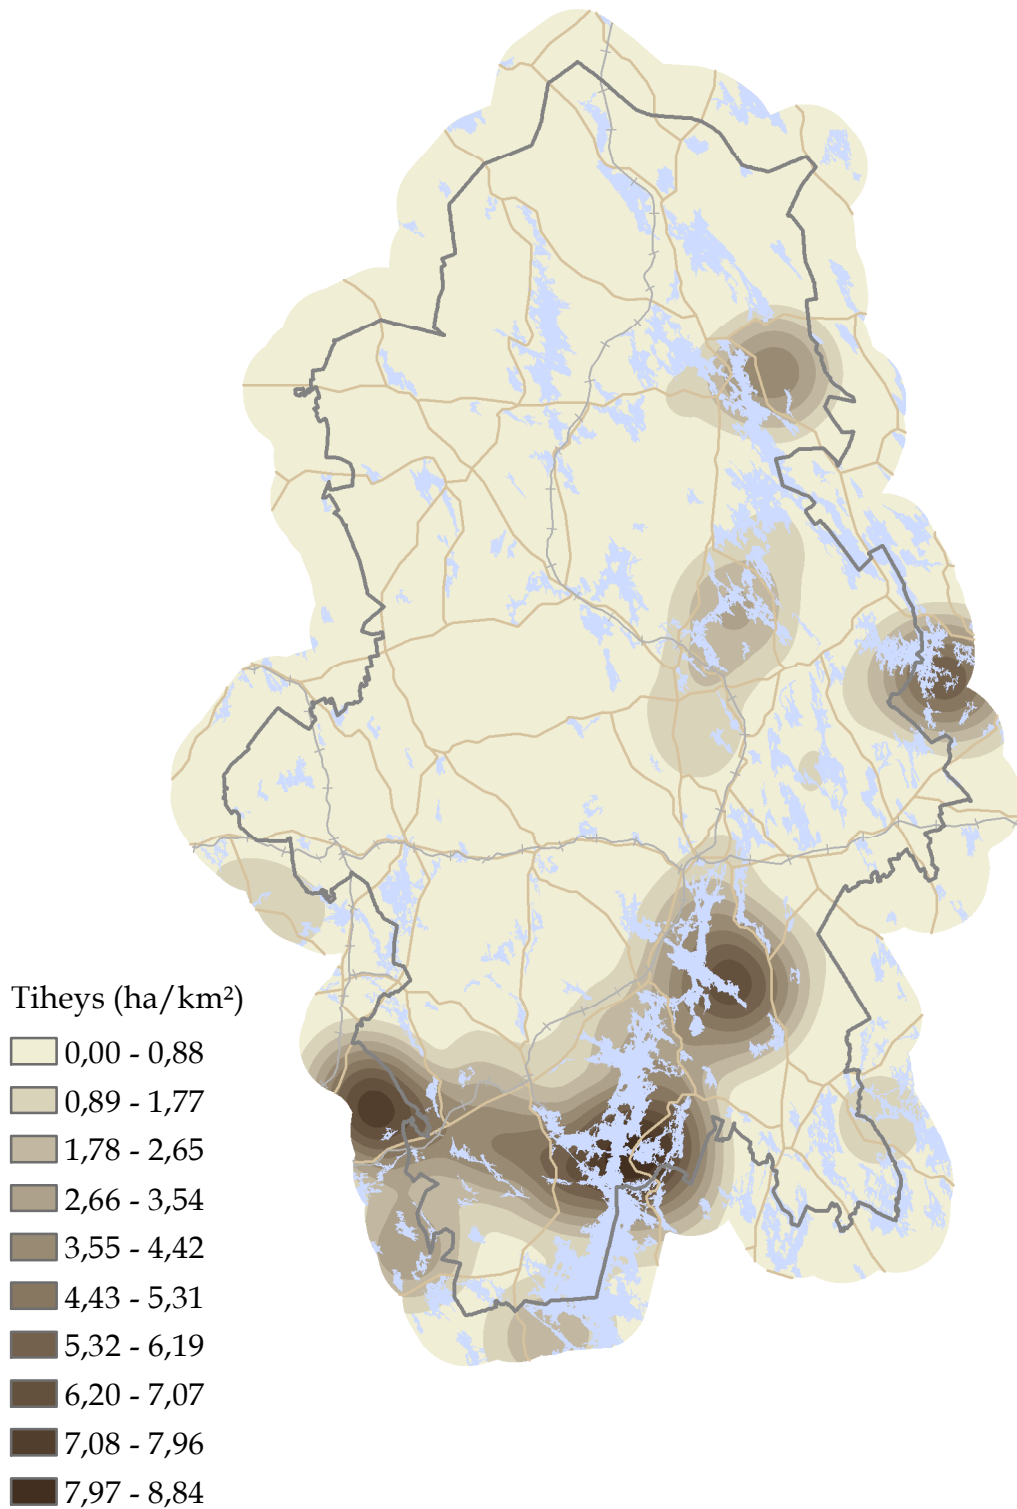 Tiheys (ha/km²)
0,00 - 0,88
0,89 - 1,77
1,78 - 2,65
2,66 - 3,54
3,55 - 4,42
4,43 - 5,31
5,32 - 6,19
6,20 - 7,07
7,08 - 7,96
7,97 - 8,84